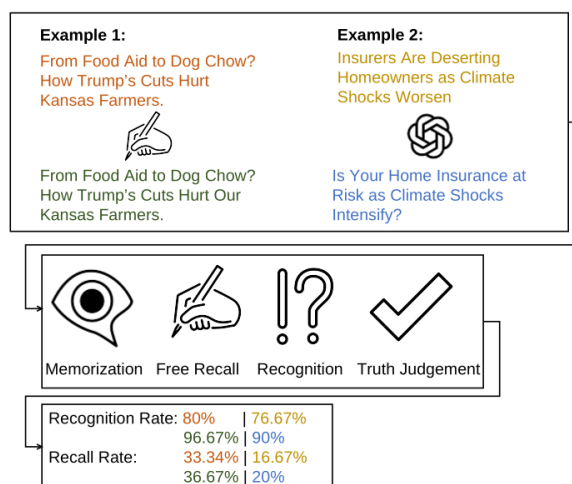 Example 1:
From Food Aid to Dog Chow?
How Trump's Cuts Hurt
Kansas Farmers.
From Food Aid to Dog Chow?
How Trump's Cuts Hurt Our
Kansas Farmers.
Example 2:
Insurers Are Deserting
Homeowners as Climate
Shocks Worsen
Is Your Home Insurance at
Risk as Climate Shocks
Intensify?
Memorization Free Recall Recognition Truth Judgement
Recognition Rate: 80% | 76.67%
96.67% | 90%
Recall Rate: 33.34% | 16.67%
36.67% | 20%